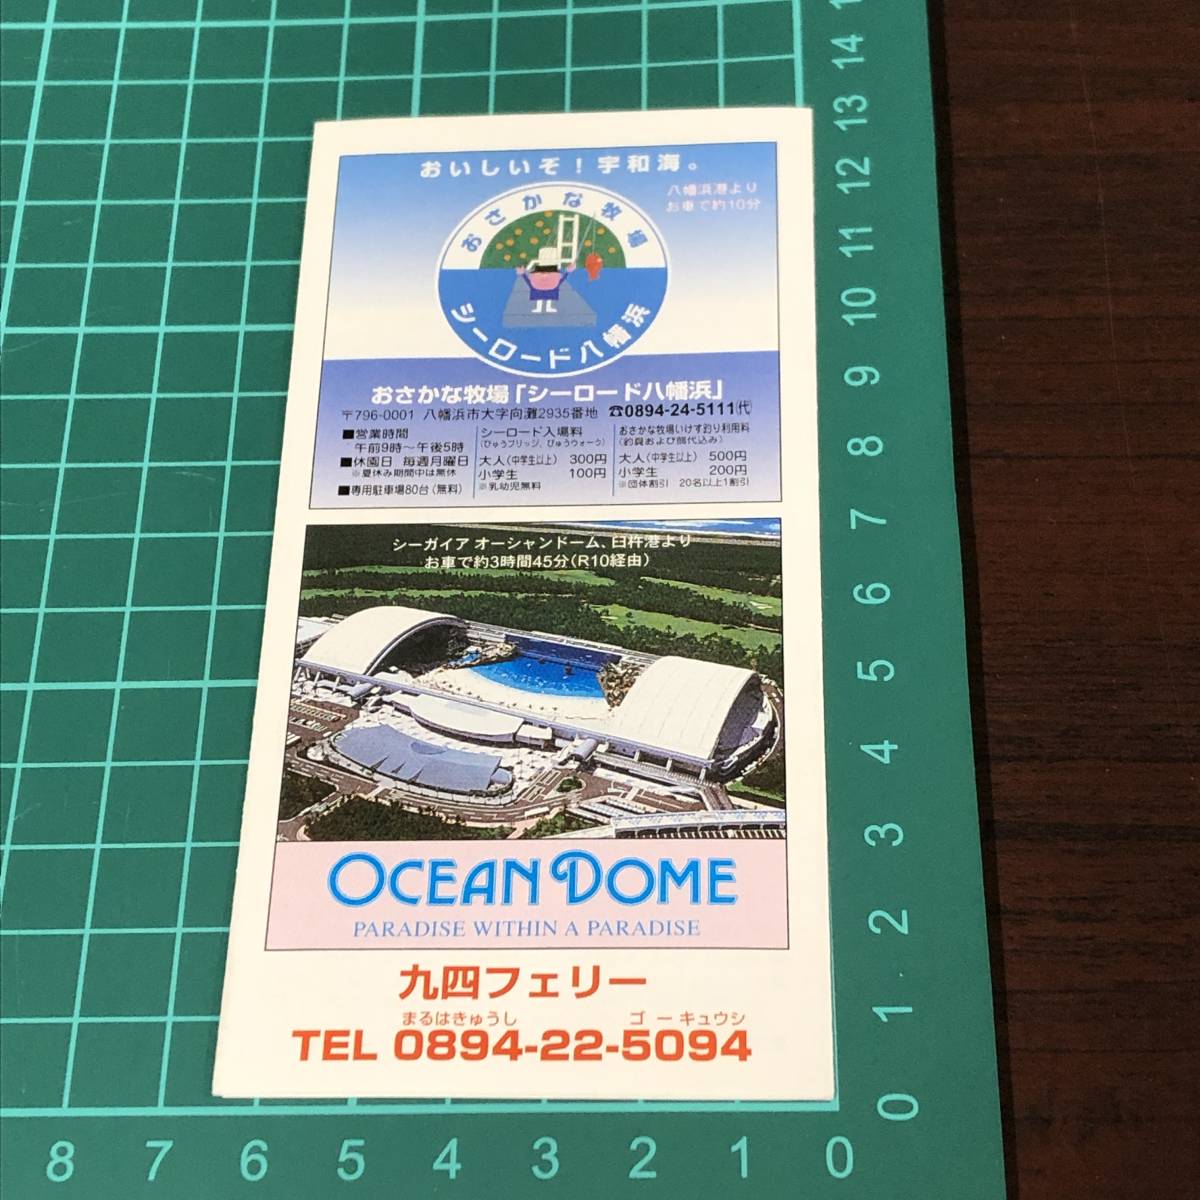 おいしいぞ！宇和海。
八幡浜港より
お車で約10分
おさかな牧場
シーロード八幡浜
おさかな牧場「シーロード八幡浜」
〒796-0001 八幡浜市大字向灘2935番地 ☎0894-24-5111(代)
■営業時間
午前9時〜午後5時
■休園日 毎週月曜日
※夏休み期間中は無休
■専用駐車場80台(無料)
シーロード入場料
(びゅうブリッジ、びゅうウォーク)
大人(中学生以上) 300円
小学生 100円
※乳幼児無料
おさかな牧場いけす釣り利用料
(釣具および餌代込み)
大人(中学生以上) 500円
小学生 200円
※団体割引 20名以上1割引
シーガイア オーシャンドーム、臼杵港より
お車で約3時間45分(R10経由)
OCEAN DOME
PARADISE WITHIN A PARADISE
九四フェリー
まるはきゅうし ゴーキュウシ
TEL 0894-22-5094
14
13
12
11
10
9
8
7
6
5
4
3
2
1
0
8 7 6 5 4 3 2 1 0